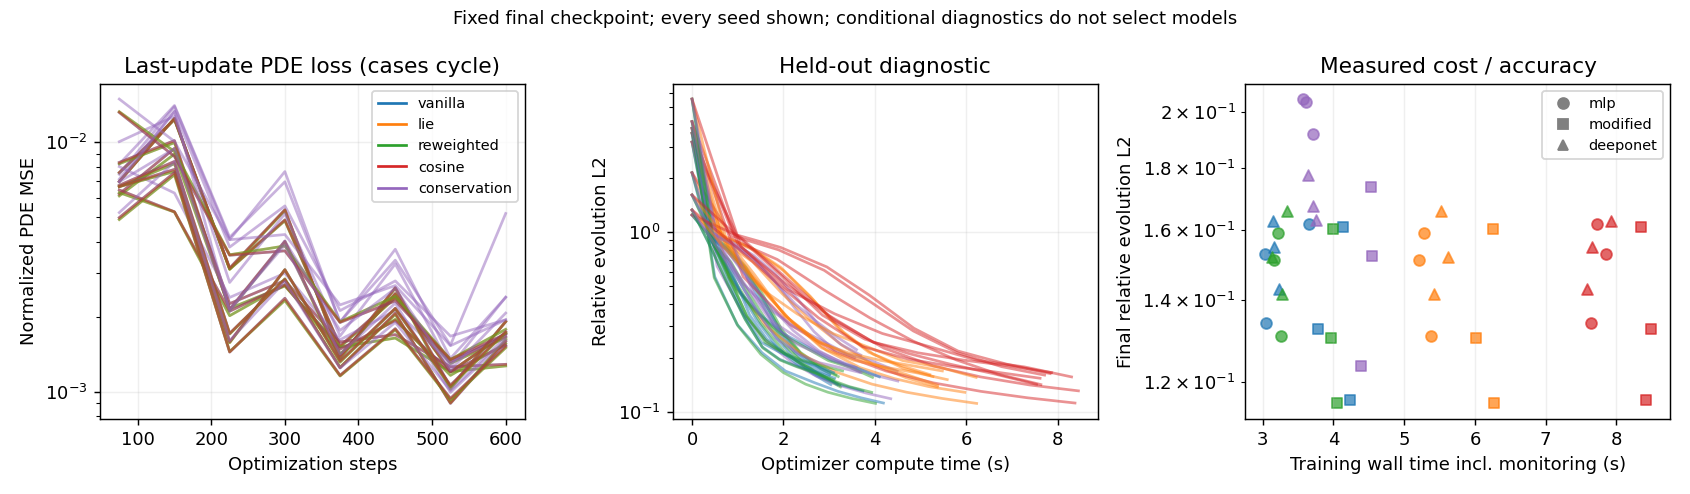 Fixed final checkpoint; every seed shown; conditional diagnostics do not select models
Last-update PDE loss (cases cycle)
Normalized PDE MSE
10⁻²
10⁻³
vanilla
lie
reweighted
cosine
conservation
100 200 300 400 500 600
Optimization steps
Held-out diagnostic
Relative evolution L2
10⁰
10⁻¹
0 2 4 6 8
Optimizer compute time (s)
Measured cost / accuracy
Final relative evolution L2
2 × 10⁻¹
1.8 × 10⁻¹
1.6 × 10⁻¹
1.4 × 10⁻¹
1.2 × 10⁻¹
mlp
modified
deeponet
3 4 5 6 7 8
Training wall time incl. monitoring (s)